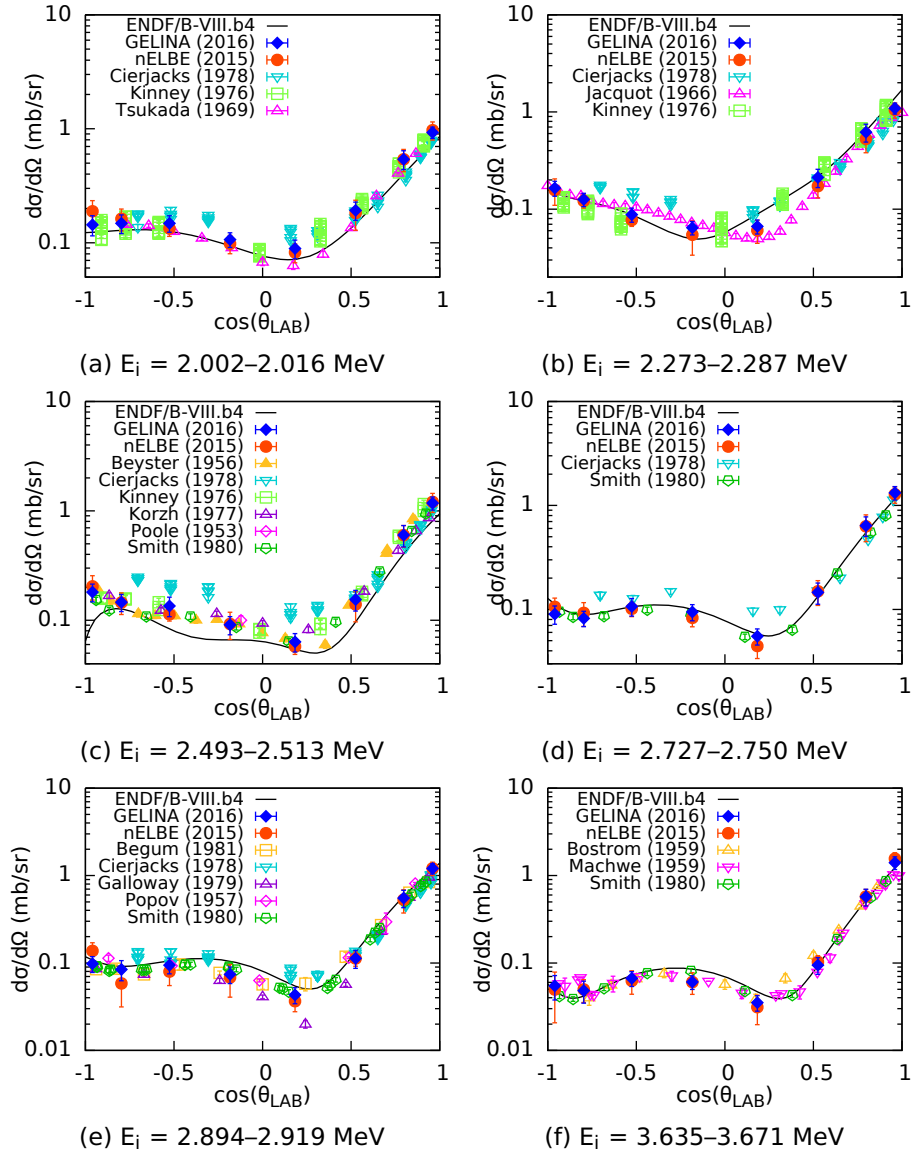 ENDF/B-VIII.b4
GELINA (2016)
nELBE (2015)
Cierjacks (1978)
Kinney (1976)
Tsukada (1969)
10
1
0.1
dσ/dΩ (mb/sr)
-1 -0.5 0 0.5 1
cos(θLAB)
(a) Ei = 2.002–2.016 MeV
ENDF/B-VIII.b4
GELINA (2016)
nELBE (2015)
Cierjacks (1978)
Jacquot (1966)
Kinney (1976)
10
1
0.1
dσ/dΩ (mb/sr)
-1 -0.5 0 0.5 1
cos(θLAB)
(b) Ei = 2.273–2.287 MeV
ENDF/B-VIII.b4
GELINA (2016)
nELBE (2015)
Beyster (1956)
Cierjacks (1978)
Kinney (1976)
Korzh (1977)
Poole (1953)
Smith (1980)
10
1
0.1
dσ/dΩ (mb/sr)
-1 -0.5 0 0.5 1
cos(θLAB)
(c) Ei = 2.493–2.513 MeV
ENDF/B-VIII.b4
GELINA (2016)
nELBE (2015)
Cierjacks (1978)
Smith (1980)
10
1
0.1
dσ/dΩ (mb/sr)
-1 -0.5 0 0.5 1
cos(θLAB)
(d) Ei = 2.727–2.750 MeV
ENDF/B-VIII.b4
GELINA (2016)
nELBE (2015)
Begum (1981)
Cierjacks (1978)
Galloway (1979)
Popov (1957)
Smith (1980)
10
1
0.1
0.01
dσ/dΩ (mb/sr)
-1 -0.5 0 0.5 1
cos(θLAB)
(e) Ei = 2.894–2.919 MeV
ENDF/B-VIII.b4
GELINA (2016)
nELBE (2015)
Bostrom (1959)
Machwe (1959)
Smith (1980)
10
1
0.1
0.01
dσ/dΩ (mb/sr)
-1 -0.5 0 0.5 1
cos(θLAB)
(f) Ei = 3.635–3.671 MeV